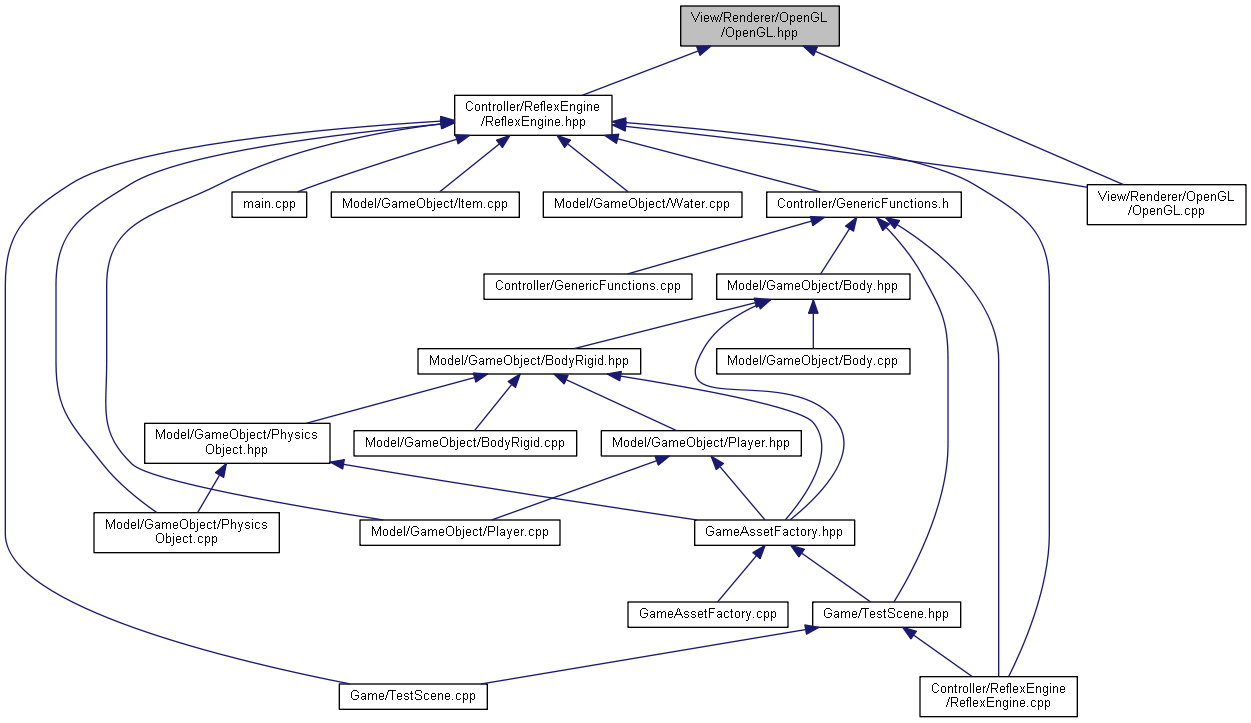 View/Renderer/OpenGL
/OpenGL.hpp
Controller/ReflexEngine
/ReflexEngine.hpp
main.cpp
Model/GameObject/Item.cpp
Model/GameObject/Water.cpp
Controller/GenericFunctions.h
View/Renderer/OpenGL
/OpenGL.cpp
Controller/GenericFunctions.cpp
Model/GameObject/Body.hpp
Model/GameObject/BodyRigid.hpp
Model/GameObject/Body.cpp
Model/GameObject/Physics
Object.hpp
Model/GameObject/BodyRigid.cpp
Model/GameObject/Player.hpp
Model/GameObject/Physics
Object.cpp
Model/GameObject/Player.cpp
GameAssetFactory.hpp
GameAssetFactory.cpp
Game/TestScene.hpp
Game/TestScene.cpp
Controller/ReflexEngine
/ReflexEngine.cpp